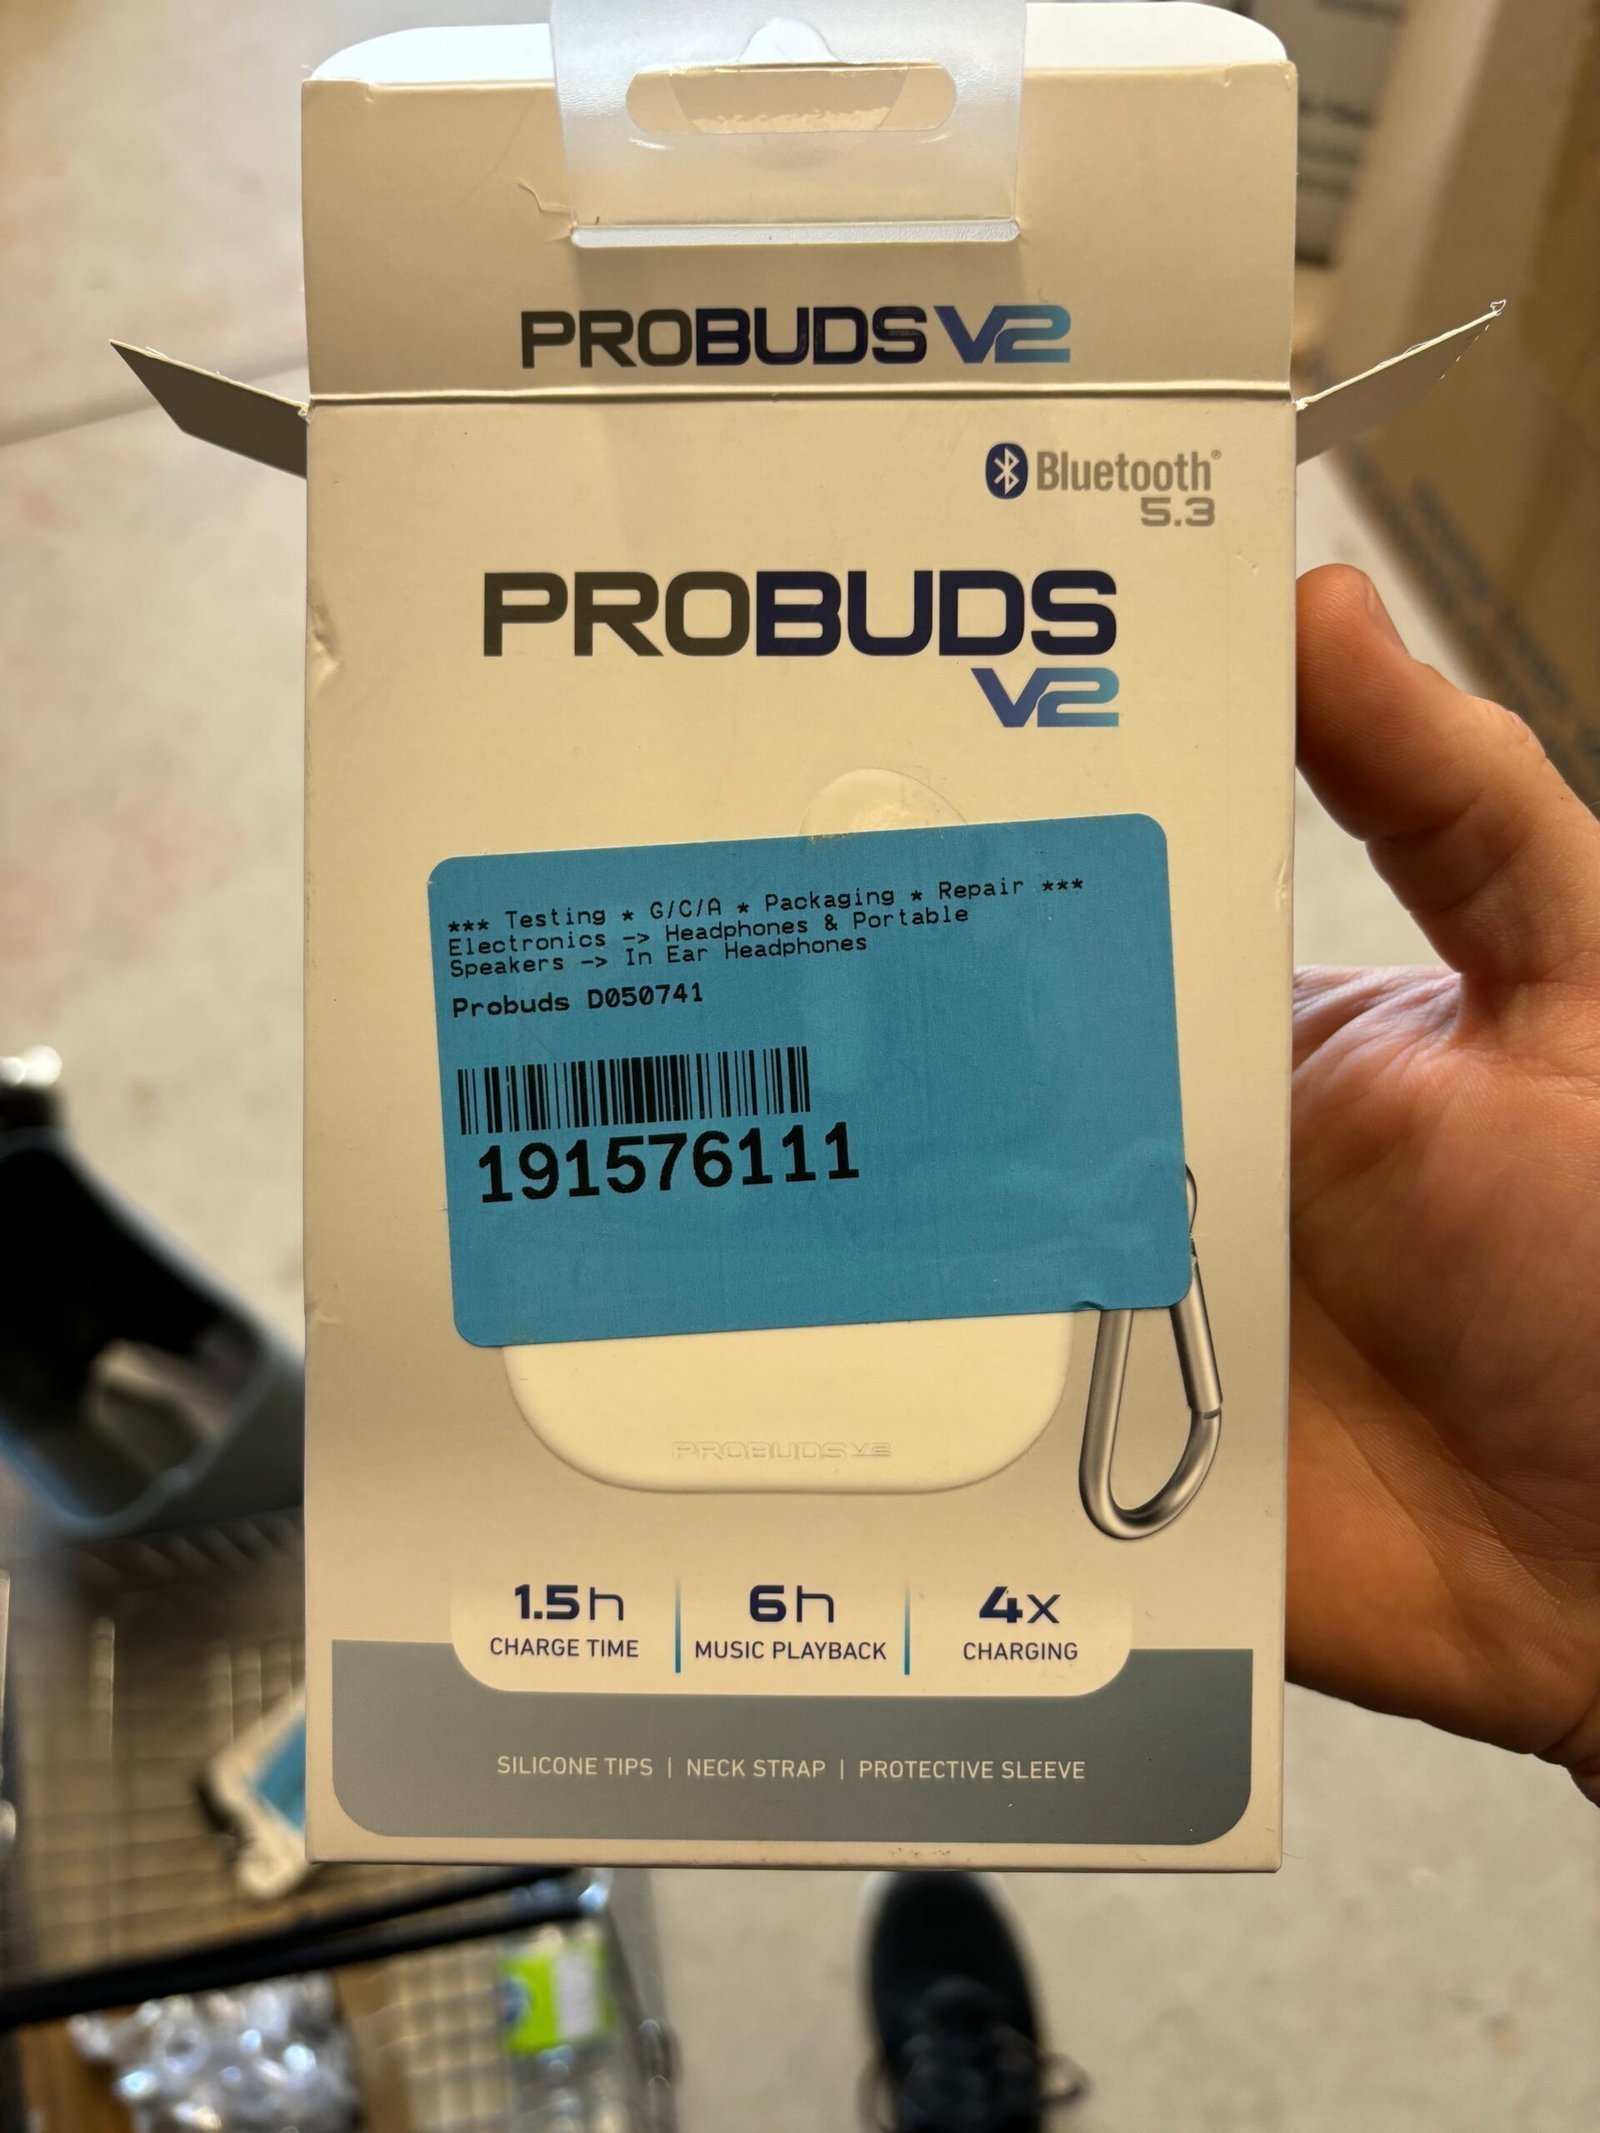 PROBUDS V2
Bluetooth®
5.3
PROBUDS
V2
*** Testing * G/C/A * Packaging * Repair ***
Electronics -> Headphones & Portable
Speakers -> In Ear Headphones
Probuds D050741
191576111
PROBUDS V2
1.5h
CHARGE TIME
6h
MUSIC PLAYBACK
4x
CHARGING
SILICONE TIPS | NECK STRAP | PROTECTIVE SLEEVE